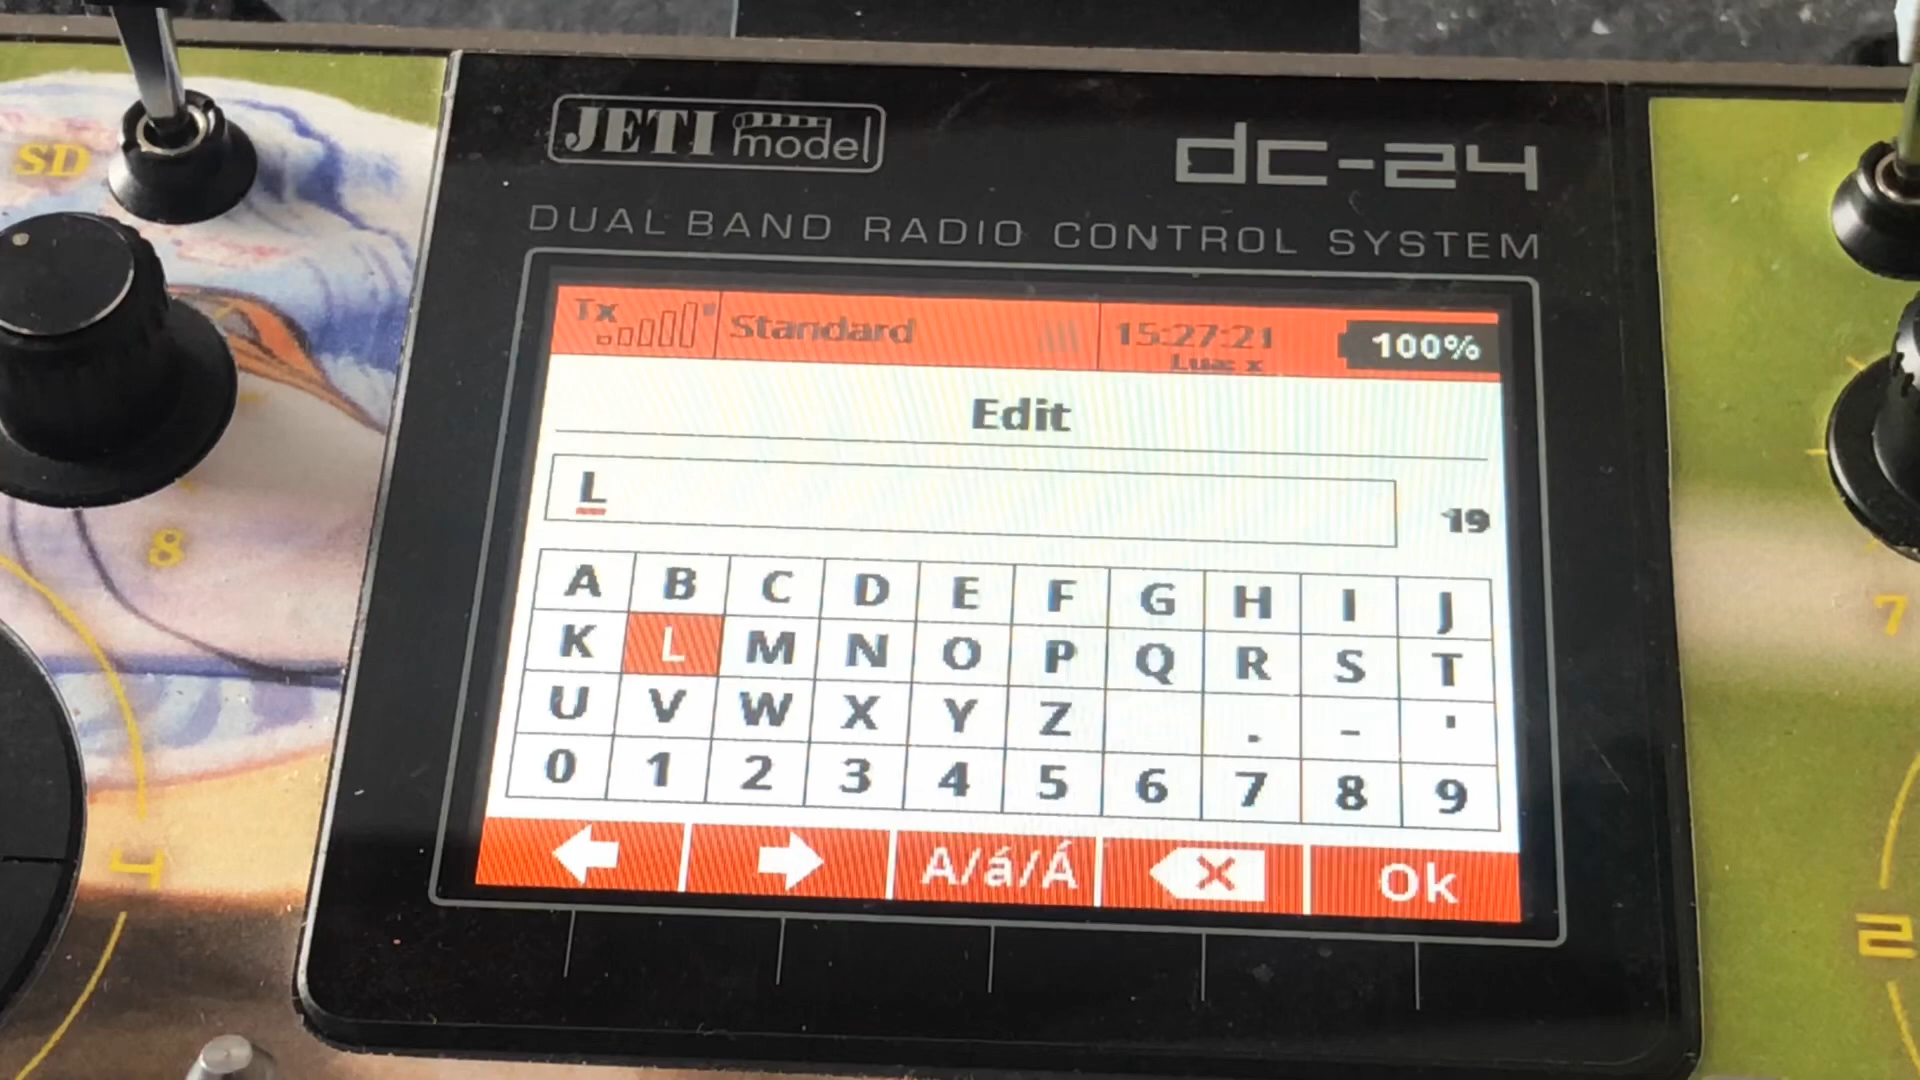 SD
JETI model
dc-24
DUAL BAND RADIO CONTROL SYSTEM
Tx Standard 15:27:21 100%
Lua: x
Edit
L
19
A B C D E F G H I J
K L M N O P Q R S T
U V W X Y Z . _ '
0 1 2 3 4 5 6 7 8 9
A/á/Á Ok
8
4
7
2